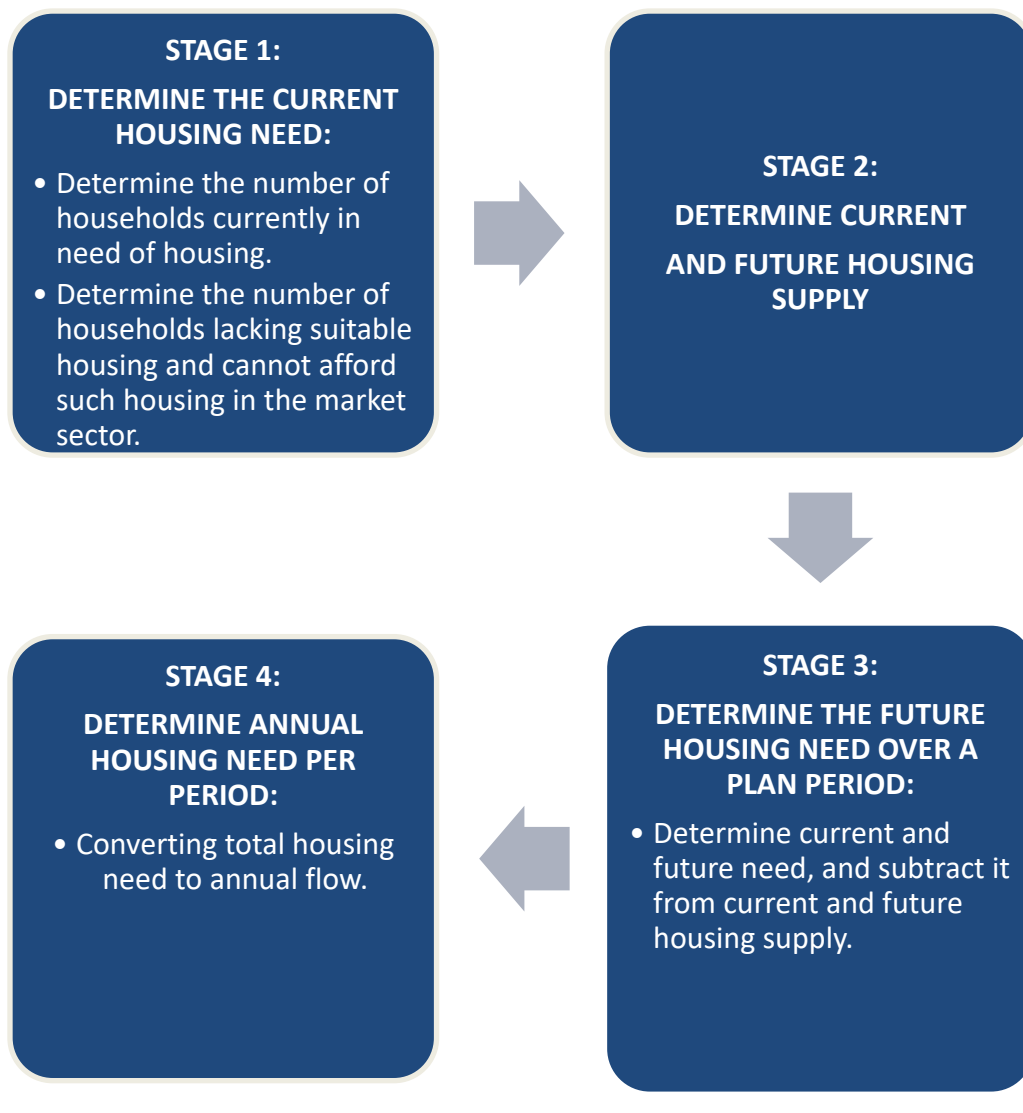 STAGE 1:
DETERMINE THE CURRENT
HOUSING NEED:
• Determine the number of
households currently in
need of housing.
• Determine the number of
households lacking suitable
housing and cannot afford
such housing in the market
sector.
STAGE 2:
DETERMINE CURRENT
AND FUTURE HOUSING
SUPPLY
STAGE 3:
DETERMINE THE FUTURE
HOUSING NEED OVER A
PLAN PERIOD:
• Determine current and
future need, and subtract it
from current and future
housing supply.
STAGE 4:
DETERMINE ANNUAL
HOUSING NEED PER
PERIOD:
• Converting total housing
need to annual flow.